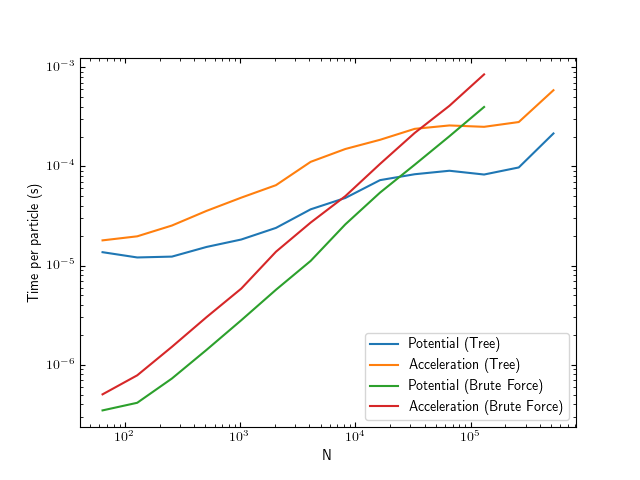 10⁻³
10⁻⁴
10⁻⁵
10⁻⁶
Time per particle (s)
Potential (Tree)
Acceleration (Tree)
Potential (Brute Force)
Acceleration (Brute Force)
10² 10³ 10⁴ 10⁵
N